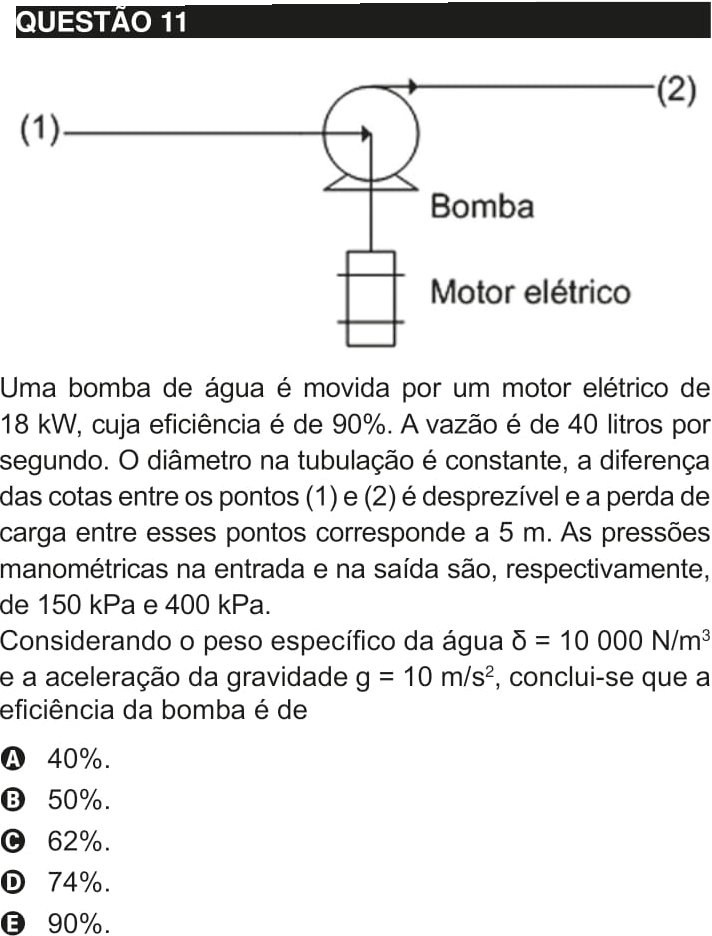 QUESTÃO 11
(1)
(2)
Bomba
Motor elétrico
Uma bomba de água é movida por um motor elétrico de
18 kW, cuja eficiência é de 90%. A vazão é de 40 litros por
segundo. O diâmetro na tubulação é constante, a diferença
das cotas entre os pontos (1) e (2) é desprezível e a perda de
carga entre esses pontos corresponde a 5 m. As pressões
manométricas na entrada e na saída são, respectivamente,
de 150 kPa e 400 kPa.
Considerando o peso específico da água δ = 10 000 N/m³
e a aceleração da gravidade g = 10 m/s², conclui-se que a
eficiência da bomba é de
A 40%.
B 50%.
C 62%.
D 74%.
E 90%.